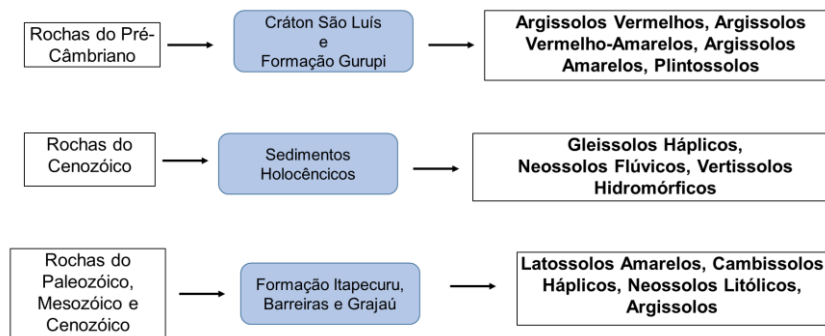 Rochas do Pré-
Câmbriano
Cráton São Luís
e
Formação Gurupi
Argissolos Vermelhos, Argissolos
Vermelho-Amarelos, Argissolos
Amarelos, Plintossolos
Rochas do
Cenozóico
Sedimentos
Holocêncicos
Gleissolos Háplicos,
Neossolos Flúvicos, Vertissolos
Hidromórficos
Rochas do
Paleozóico,
Mesozóico e
Cenozóico
Formação Itapecuru,
Barreiras e Grajaú
Latossolos Amarelos, Cambissolos
Háplicos, Neossolos Litólicos,
Argissolos